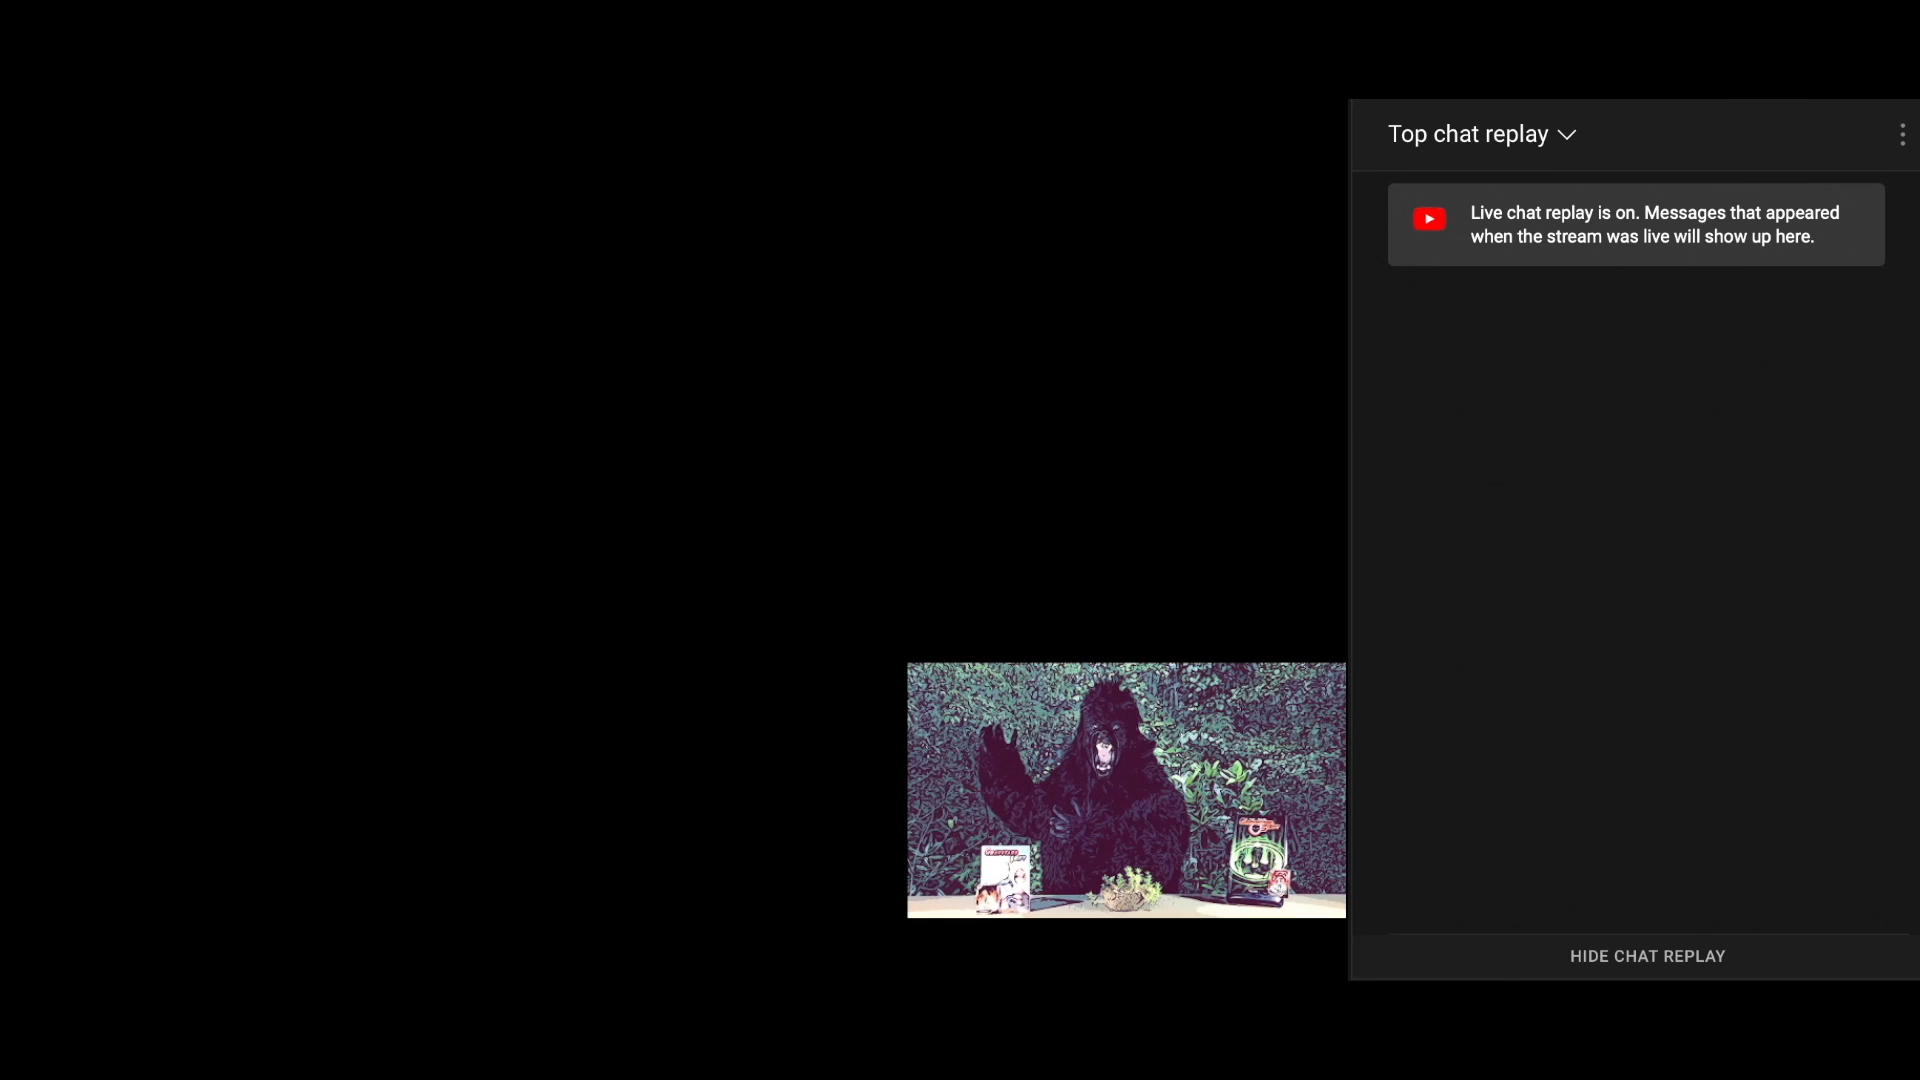 Top chat replay
Live chat replay is on. Messages that appeared
when the stream was live will show up here.
HIDE CHAT REPLAY